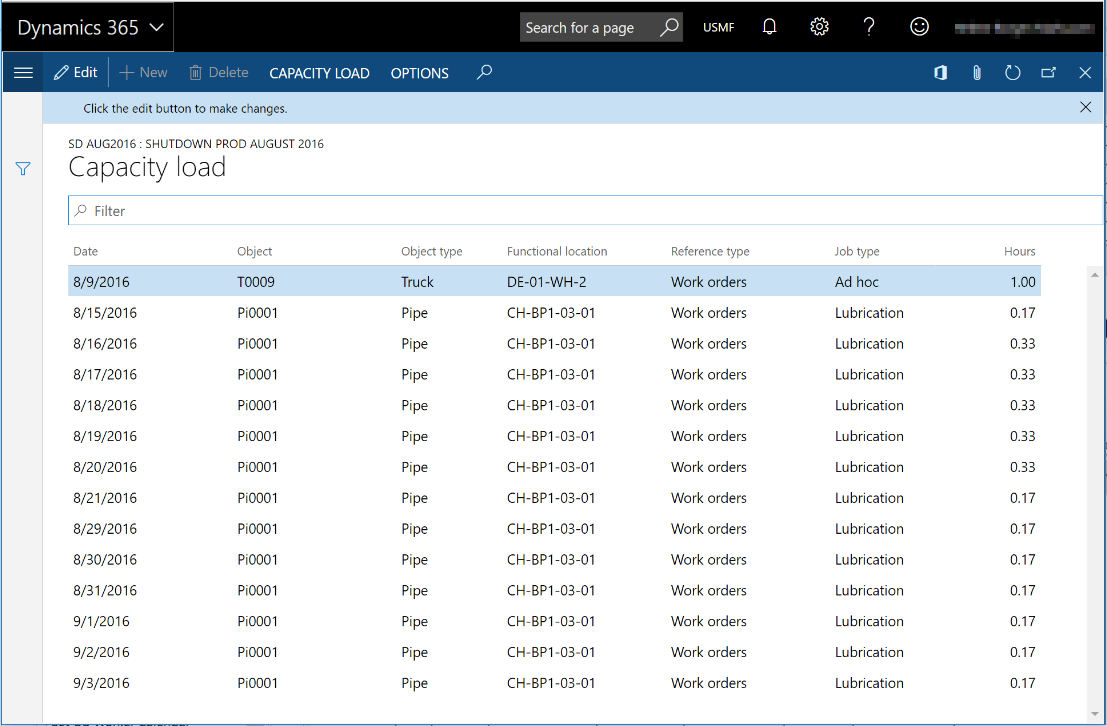 Dynamics 365 Search for a page USMF
Edit New Delete CAPACITY LOAD OPTIONS
Click the edit button to make changes.
SD AUG2016 : SHUTDOWN PROD AUGUST 2016
Capacity load
Filter
Date Object Object type Functional location Reference type Job type Hours
8/9/2016 T0009 Truck DE-01-WH-2 Work orders Ad hoc 1.00
8/15/2016 Pi0001 Pipe CH-BP1-03-01 Work orders Lubrication 0.17
8/16/2016 Pi0001 Pipe CH-BP1-03-01 Work orders Lubrication 0.33
8/17/2016 Pi0001 Pipe CH-BP1-03-01 Work orders Lubrication 0.33
8/18/2016 Pi0001 Pipe CH-BP1-03-01 Work orders Lubrication 0.33
8/19/2016 Pi0001 Pipe CH-BP1-03-01 Work orders Lubrication 0.33
8/20/2016 Pi0001 Pipe CH-BP1-03-01 Work orders Lubrication 0.33
8/21/2016 Pi0001 Pipe CH-BP1-03-01 Work orders Lubrication 0.17
8/29/2016 Pi0001 Pipe CH-BP1-03-01 Work orders Lubrication 0.17
8/30/2016 Pi0001 Pipe CH-BP1-03-01 Work orders Lubrication 0.17
8/31/2016 Pi0001 Pipe CH-BP1-03-01 Work orders Lubrication 0.17
9/1/2016 Pi0001 Pipe CH-BP1-03-01 Work orders Lubrication 0.17
9/2/2016 Pi0001 Pipe CH-BP1-03-01 Work orders Lubrication 0.17
9/3/2016 Pi0001 Pipe CH-BP1-03-01 Work orders Lubrication 0.17